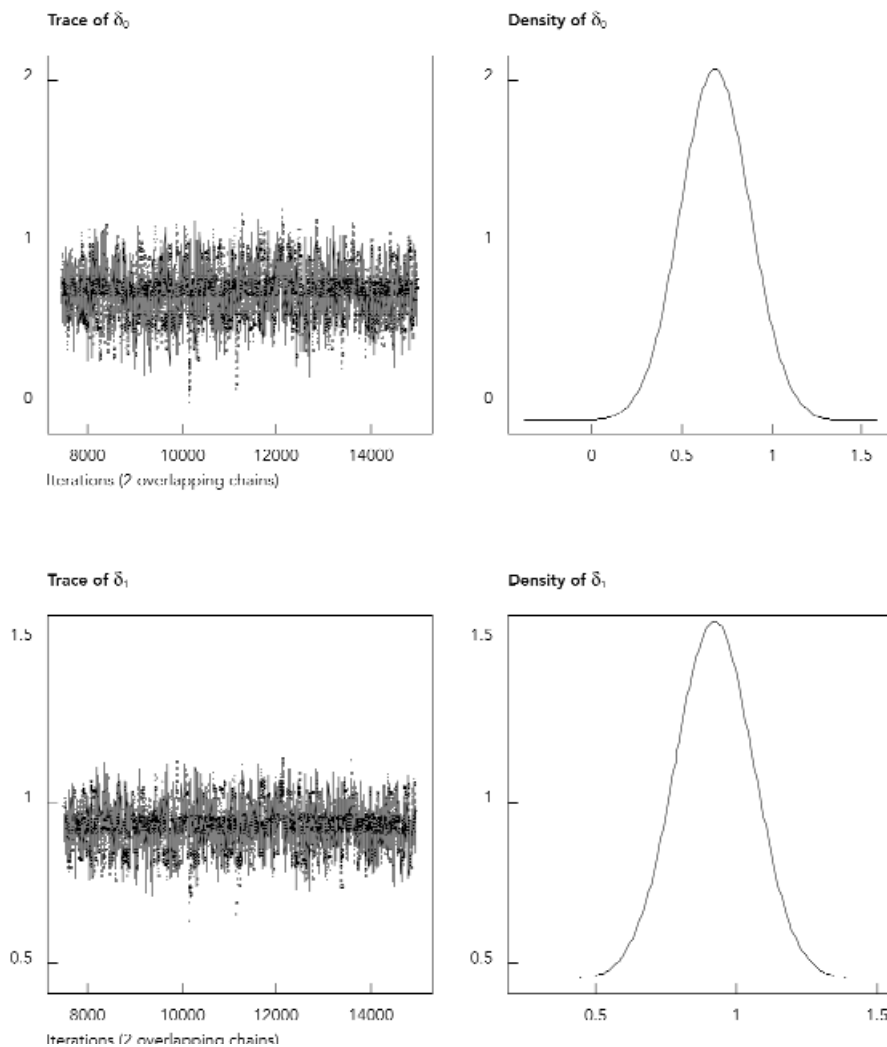 Trace of δ₀
Density of δ₀
2
1
0
2
1
0
8000 10000 12000 14000
0 0.5 1 1.5
Iterations (2 overlapping chains)
Trace of δ₁
Density of δ₁
1.5
1
0.5
1.5
1
0.5
8000 10000 12000 14000
0.5 1 1.5
Iterations (2 overlapping chains)